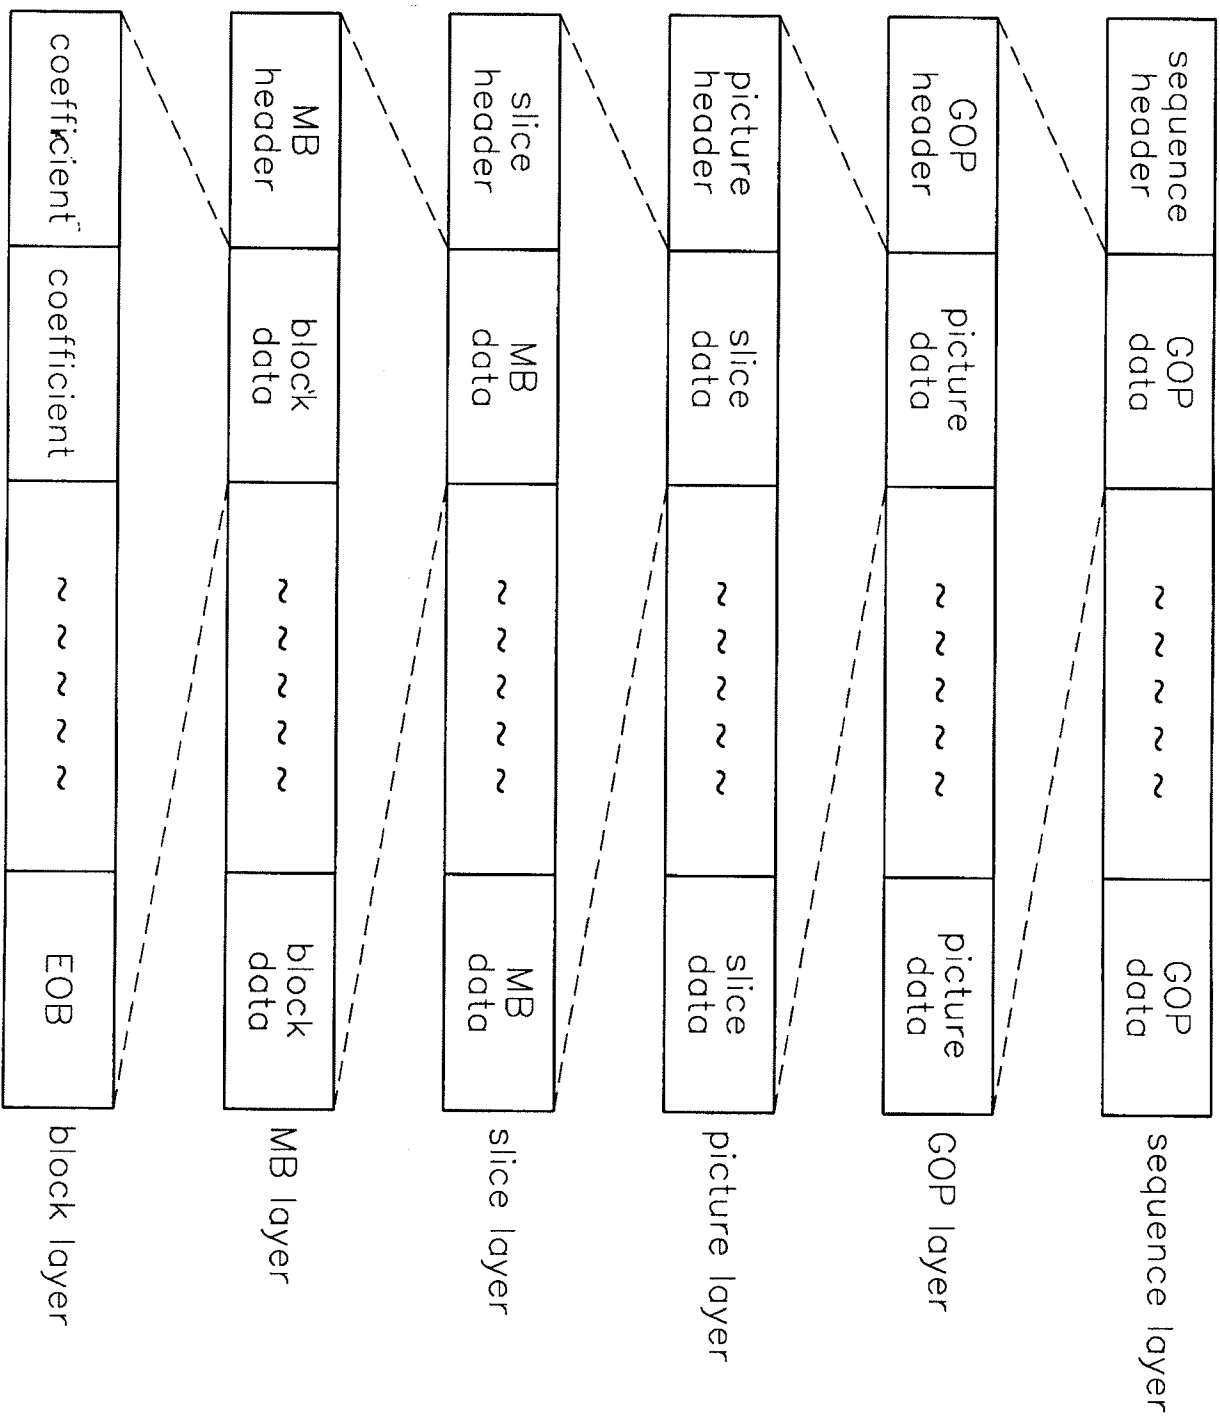 sequence
header
GOP
data
~ ~ ~ ~ ~
GOP
data
sequence layer
GOP
header
picture
data
~ ~ ~ ~ ~
picture
data
GOP layer
picture
header
slice
data
~ ~ ~ ~ ~
slice
data
picture layer
slice
header
MB
data
~ ~ ~ ~ ~
MB
data
slice layer
MB
header
block
data
~ ~ ~ ~ ~
block
data
MB layer
coefficient
coefficient
~ ~ ~ ~ ~
EOB
block layer